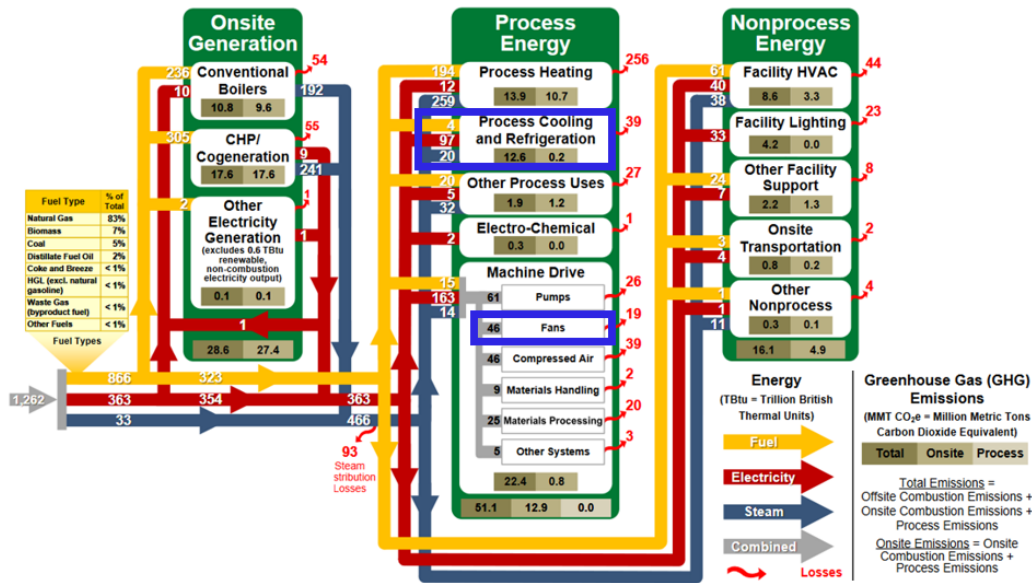 Onsite
Generation
54
236
10
Conventional
Boilers
192
10.8 9.6
55
305
CHP/
Cogeneration
9
241
17.6 17.6
1
2
Other
Electricity
Generation
(excludes 0.6 TBtu
renewable,
non-combustion
electricity output)
1
0.1 0.1
1
28.6 27.4
Fuel Type % of Total
Natural Gas 83%
Biomass 7%
Coal 5%
Distillate Fuel Oil 2%
Coke and Breeze < 1%
HGL (excl. natural gasoline) < 1%
Waste Gas (byproduct fuel) < 1%
Other Fuels < 1%
Fuel Types
1,262
866 323
363 354 363
33 466
93
Steam
stribution
Losses
Process
Energy
256
194
12
259
Process Heating
13.9 10.7
39
4
97
20
Process Cooling
and Refrigeration
12.6 0.2
27
20
5
32
Other Process Uses
1.9 1.2
1
2
Electro-Chemical
0.3 0.0
Machine Drive
15
163
14
61 Pumps 26
46 Fans 19
46 Compressed Air 39
9 Materials Handling 2
25 Materials Processing 20
5 Other Systems 3
22.4 0.8
51.1 12.9 0.0
Nonprocess
Energy
44
61
40
38
Facility HVAC
8.6 3.3
23
33
Facility Lighting
4.2 0.0
8
24
7
Other Facility
Support
2.2 1.3
2
3
4
Onsite
Transportation
0.8 0.2
4
1
1
11
Other
Nonprocess
0.3 0.1
16.1 4.9
Energy
(TBtu = Trillion British
Thermal Units)
Fuel
Electricity
Steam
Combined
Losses
Greenhouse Gas (GHG)
Emissions
(MMT CO₂e = Million Metric Tons
Carbon Dioxide Equivalent)
Total Onsite Process
Total Emissions =
Offsite Combustion Emissions +
Onsite Combustion Emissions +
Process Emissions
Onsite Emissions = Onsite
Combustion Emissions +
Process Emissions